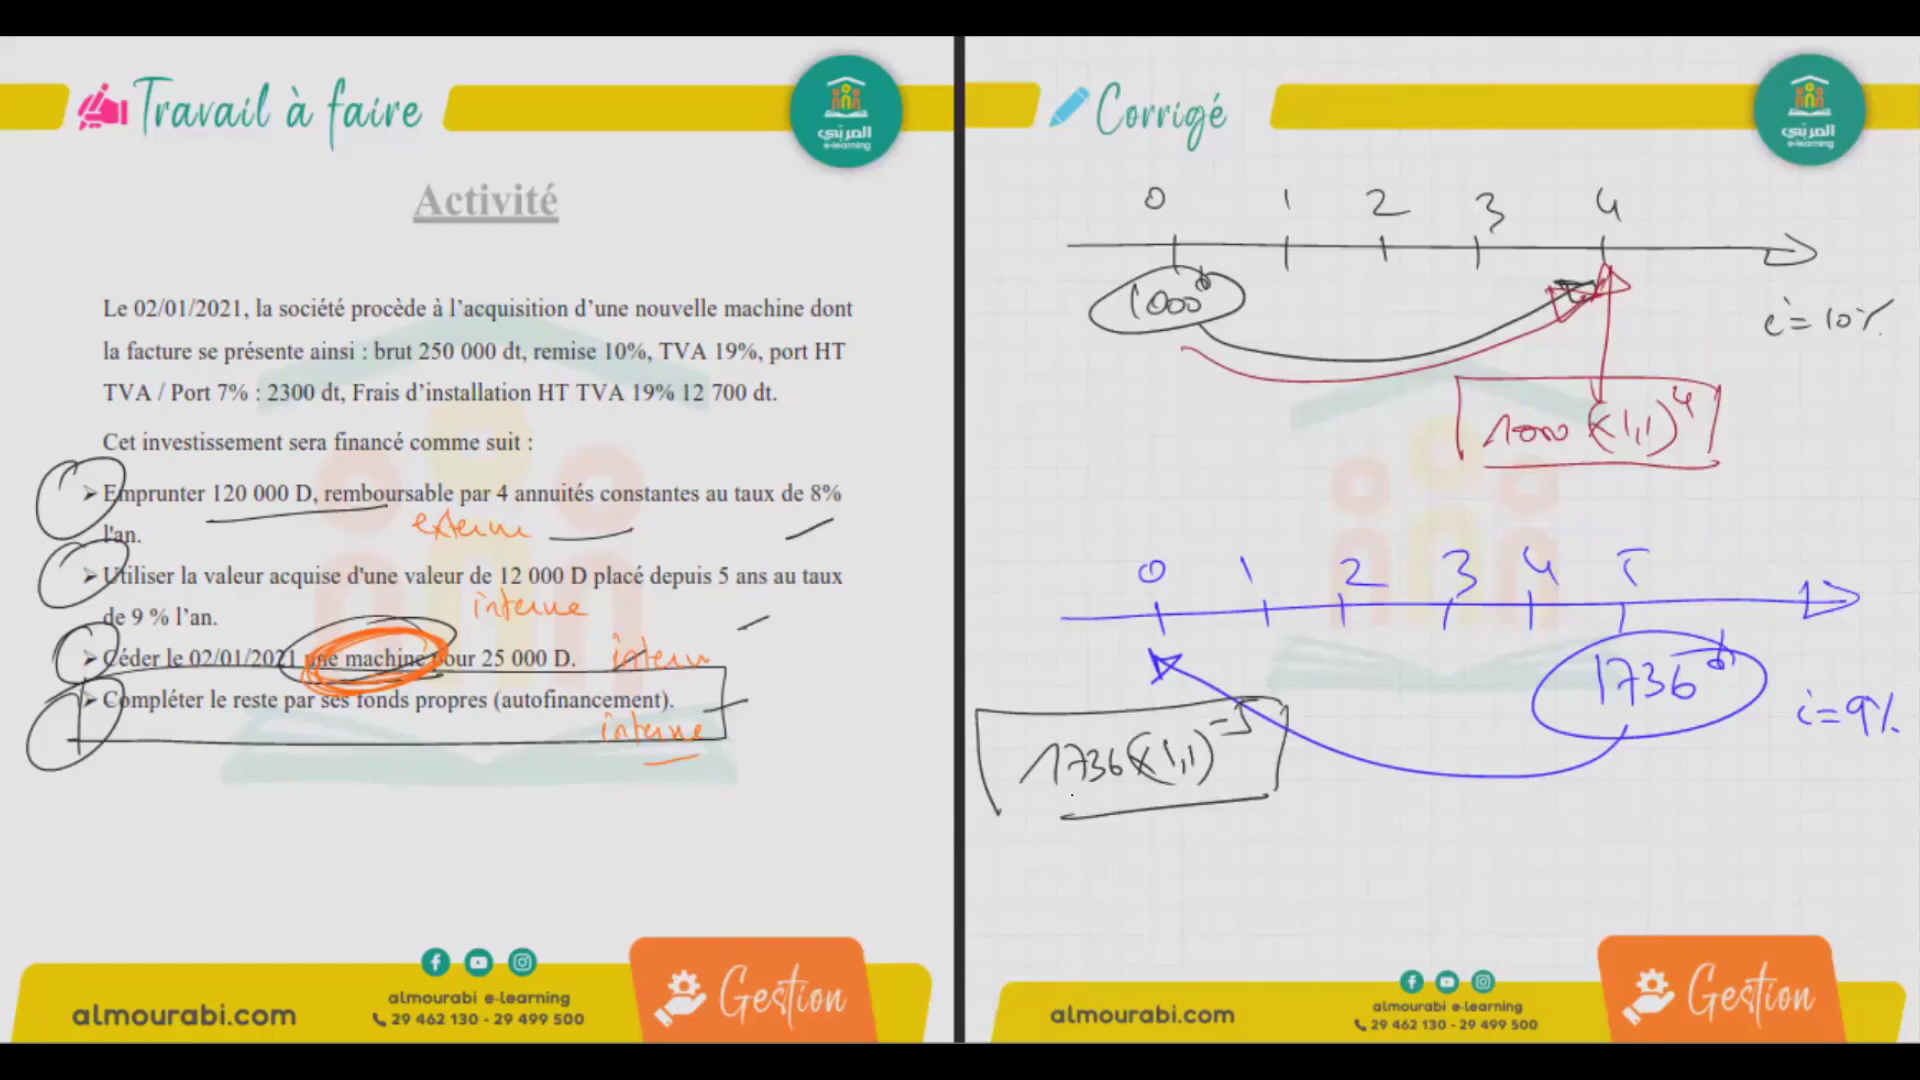 Travail à faire
المربّي
e-learning
Activité
Le 02/01/2021, la société procède à l’acquisition d’une nouvelle machine dont
la facture se présente ainsi : brut 250 000 dt, remise 10%, TVA 19%, port HT
TVA / Port 7% : 2300 dt, Frais d’installation HT TVA 19% 12 700 dt.
Cet investissement sera financé comme suit :
➢ Emprunter 120 000 D, remboursable par 4 annuités constantes au taux de 8%
externe
l'an.
➢ Utiliser la valeur acquise d'une valeur de 12 000 D placé depuis 5 ans au taux
interne
de 9 % l’an.
➢ Céder le 02/01/2021 une machine pour 25 000 D.
➢ Compléter le reste par ses fonds propres (autofinancement).
interne
almourabi.com
almourabi e-learning
29 462 130 - 29 499 500
Gestion
Corrigé
المربّي
e-learning
0 1 2 3 4
1000 d
i = 10%
1000 (1,1)^4
0 1 2 3 4 5
1736 d
i = 9%
1736 (1,1)^-5
almourabi.com
almourabi e-learning
29 462 130 - 29 499 500
Gestion